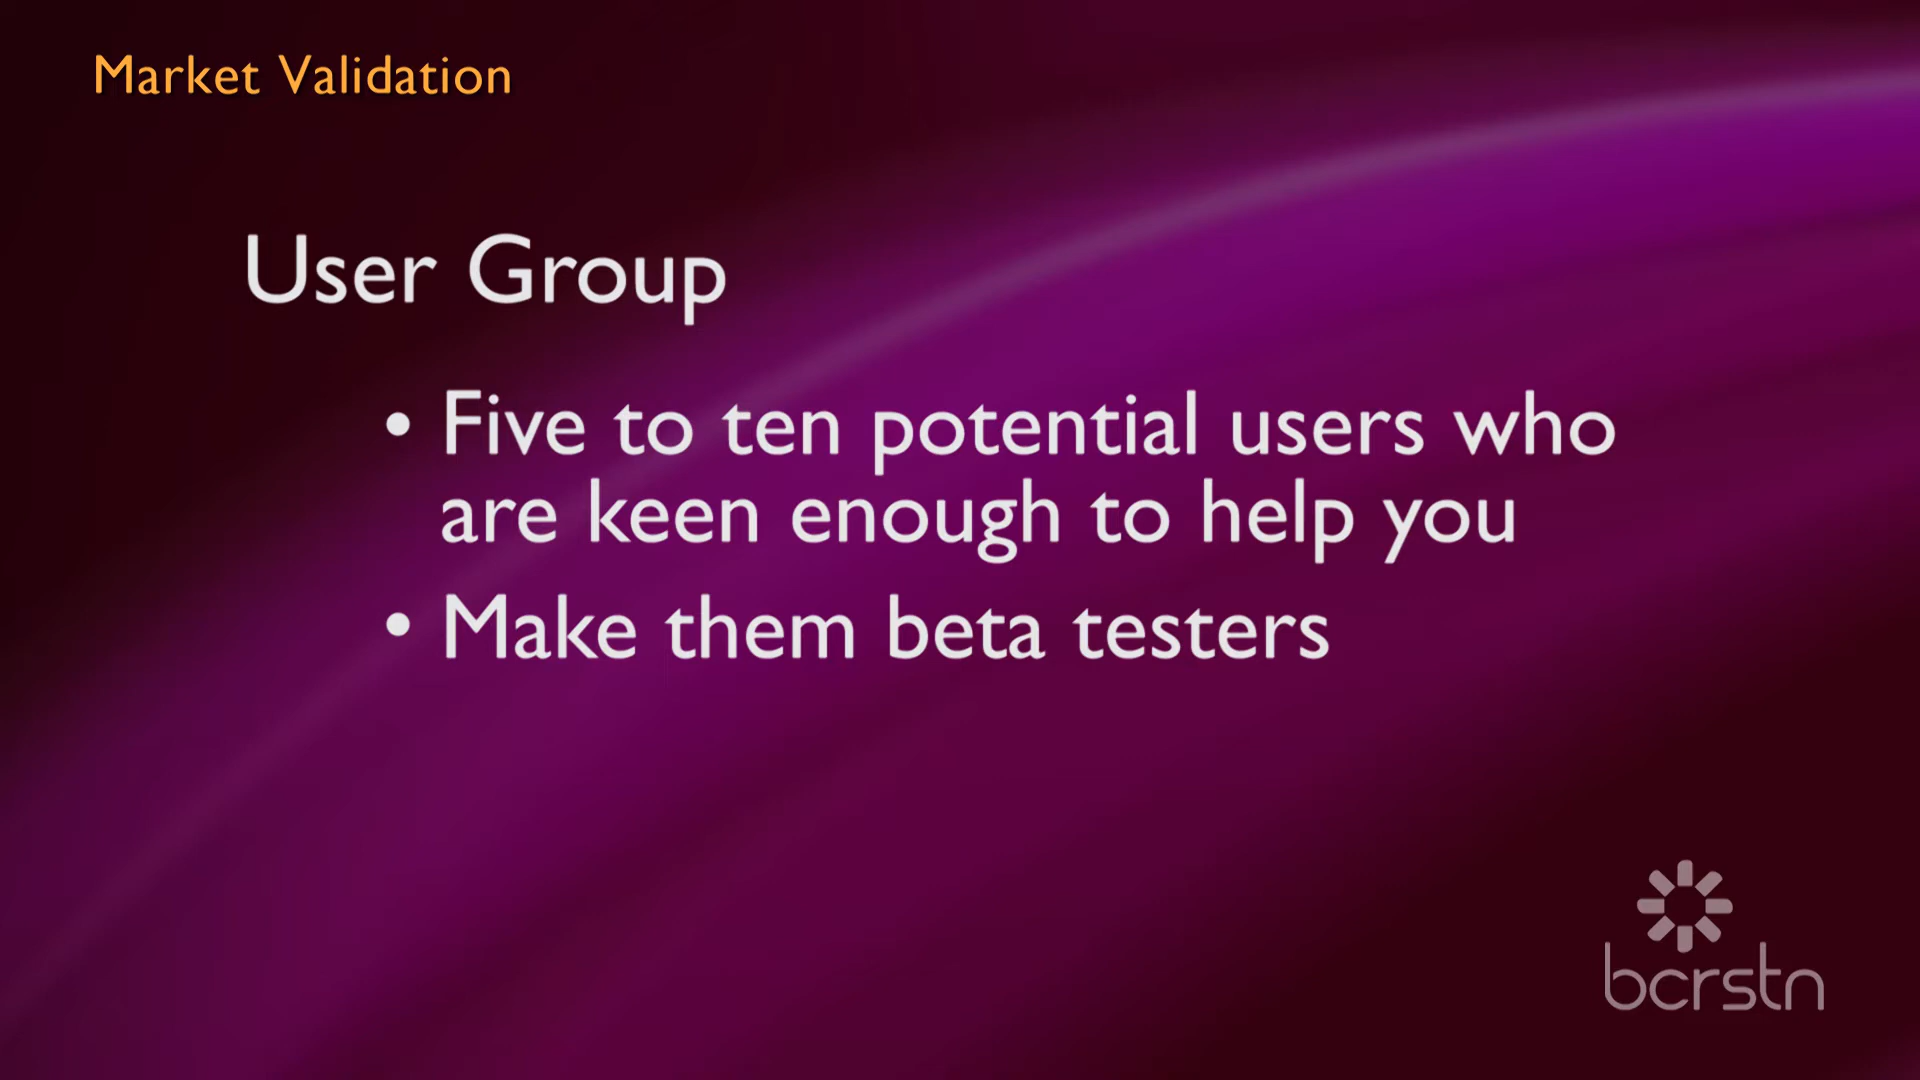 Market Validation
User Group
• Five to ten potential users who
are keen enough to help you
• Make them beta testers
bcrstn